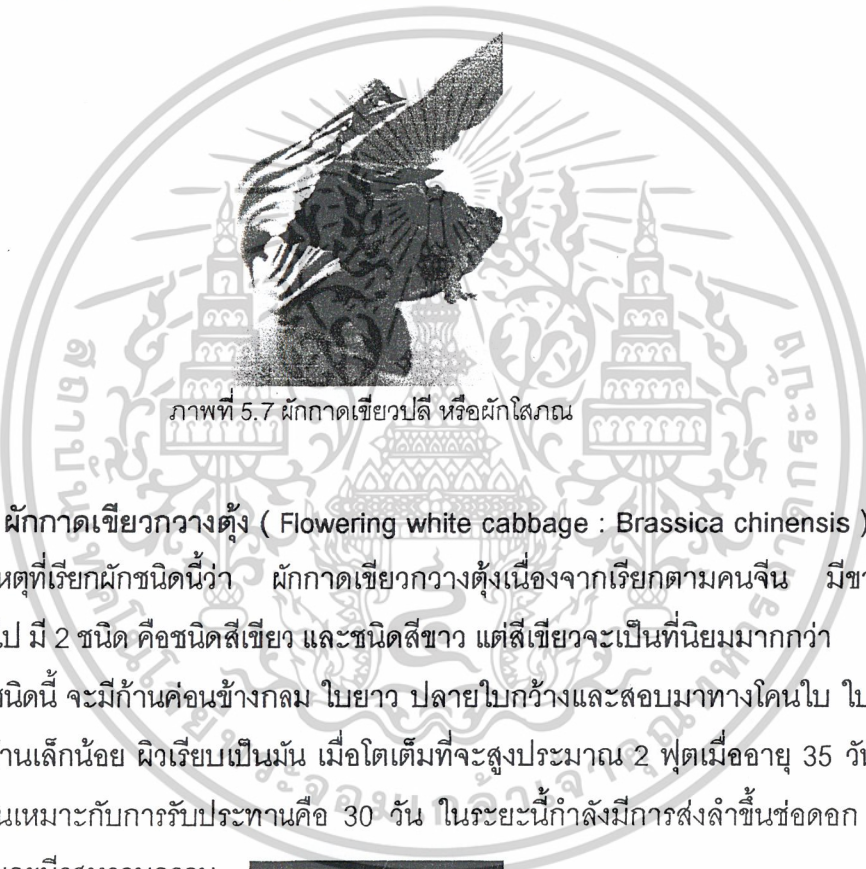 ภาพที่ 5.7 ผักกาดเขียวปลี หรือผักโสภณ
ผักกาดเขียวกวางตุ้ง ( Flowering white cabbage : Brassica chinensis )
หตุที่เรียกผักชนิดนี้ว่า ผักกาดเขียวกวางตุ้งเนื่องจากเรียกตามคนจีน มีขา
ไป มี 2 ชนิด คือชนิดสีเขียว และชนิดสีขาว แต่สีเขียวจะเป็นที่นิยมมากกว่า
ชนิดนี้ จะมีก้านค่อนข้างกลม ใบยาว ปลายใบกว้างและสอบมาทางโคนใบ ใบ
านเล็กน้อย ผิวเรียบเป็นมัน เมื่อโตเต็มที่จะสูงประมาณ 2 ฟุตเมื่ออายุ 35 วั
นเหมาะกับการรับประทานคือ 30 วัน ในระยะนี้กำลังมีการส่งลำขึ้นช่อดอก